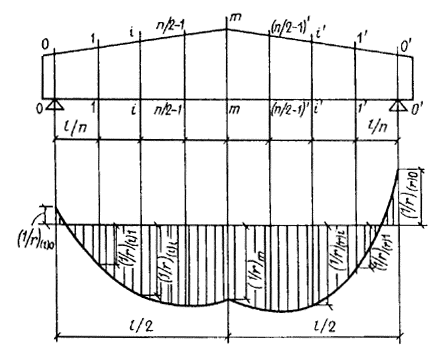 0 1 i n/2-1 m (n/2-1)' i' 1' 0'
0 1 i n/2-1 m (n/2-1)' i' 1' 0'
l/n l/n
(1/r)(l)0 (1/r)(l)1 (1/r)(l)i (1/r)m (1/r)(r)i (1/r)(r)1 (1/r)(r)0
l/2 l/2